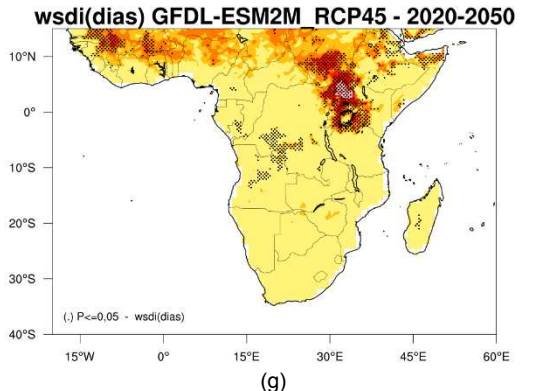 wsdi(dias) GFDL-ESM2M_RCP45 - 2020-2050
10°N
0°
10°S
20°S
30°S
40°S
(.) P<=0,05 - wsdi(dias)
15°W 0° 15°E 30°E 45°E 60°E
(g)